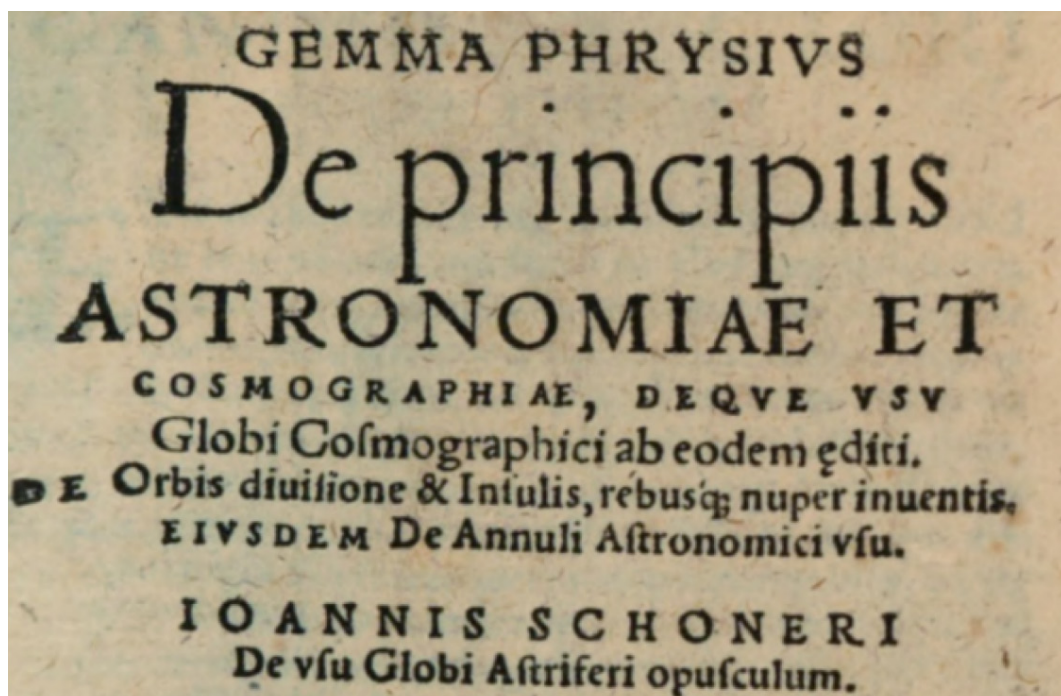 GEMMA PHRYSIVS
De principiis
ASTRONOMIAE ET
COSMOGRAPHIAE, DEQVE VSV
Globi Coſmographici ab eodem ęditi.
DE Orbis diuiſione & Inſulis, rébusq; nuper inuentis.
EIVSDEM De Annuli Aſtronomici vſu.
IOANNIS SCHONERI
De vſu Globi Aſtriferi opuſculum.